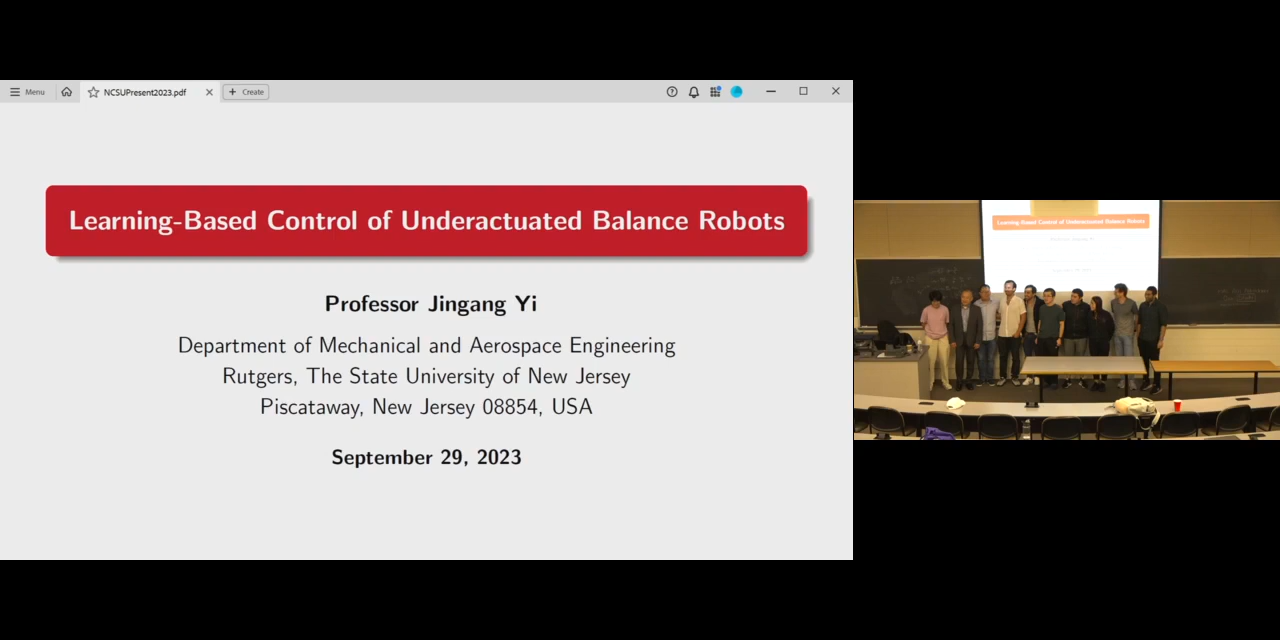 Menu
NCSUPresent2023.pdf
Create
Learning-Based Control of Underactuated Balance Robots
Professor Jingang Yi
Department of Mechanical and Aerospace Engineering
Rutgers, The State University of New Jersey
Piscataway, New Jersey 08854, USA
September 29, 2023
Learning-Based Control of Underactuated Balance Robots